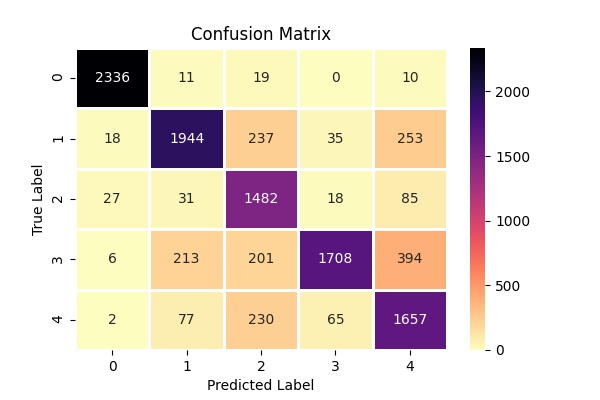 Confusion Matrix
True Label
0 2336 11 19 0 10
1 18 1944 237 35 253
2 27 31 1482 18 85
3 6 213 201 1708 394
4 2 77 230 65 1657
0 1 2 3 4
Predicted Label
2000
1500
1000
500
0